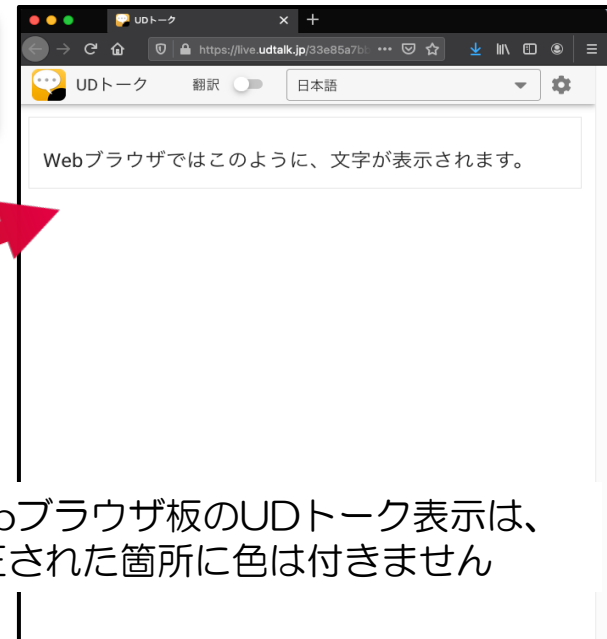 UDトーク
https://live.udtalk.jp/33e85a7b
UDトーク 翻訳 日本語
Webブラウザではこのように、文字が表示されます。
bブラウザ板のUDトーク表示は、
正された箇所に色は付きません